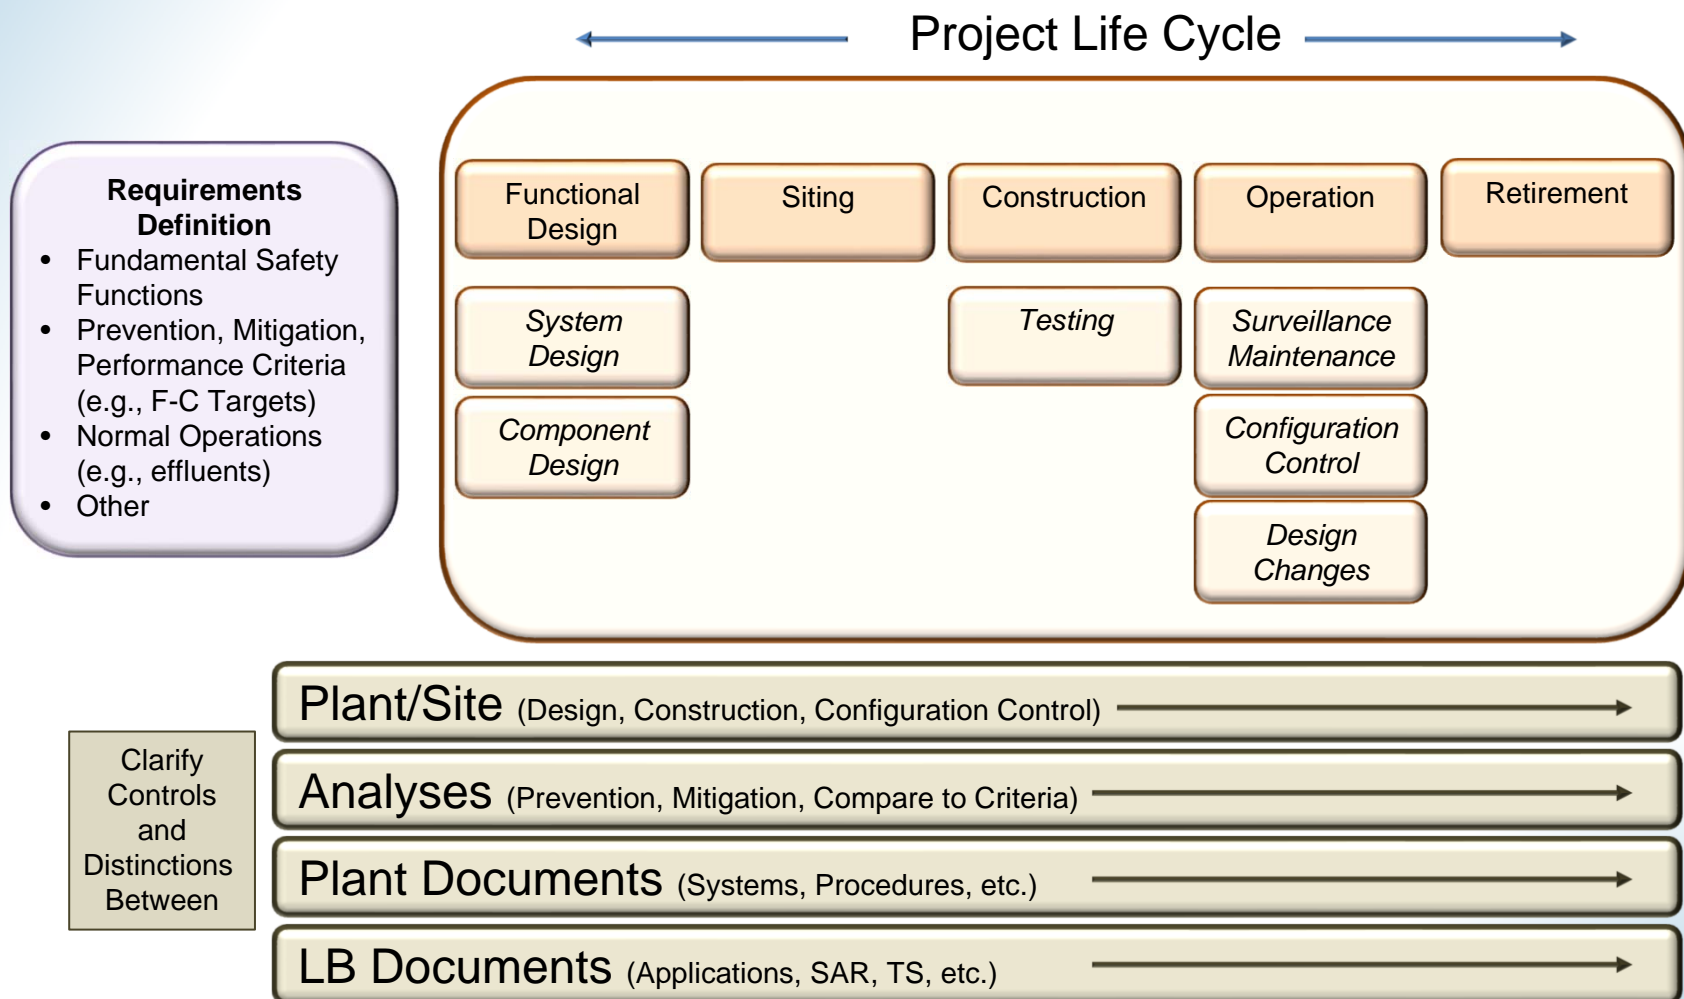 Project Life Cycle
Requirements
Definition
• Fundamental Safety
Functions
• Prevention, Mitigation,
Performance Criteria
(e.g., F-C Targets)
• Normal Operations
(e.g., effluents)
• Other
Functional
Design
Siting
Construction
Operation
Retirement
System
Design
Testing
Surveillance
Maintenance
Component
Design
Configuration
Control
Design
Changes
Clarify
Controls
and
Distinctions
Between
Plant/Site (Design, Construction, Configuration Control)
Analyses (Prevention, Mitigation, Compare to Criteria)
Plant Documents (Systems, Procedures, etc.)
LB Documents (Applications, SAR, TS, etc.)